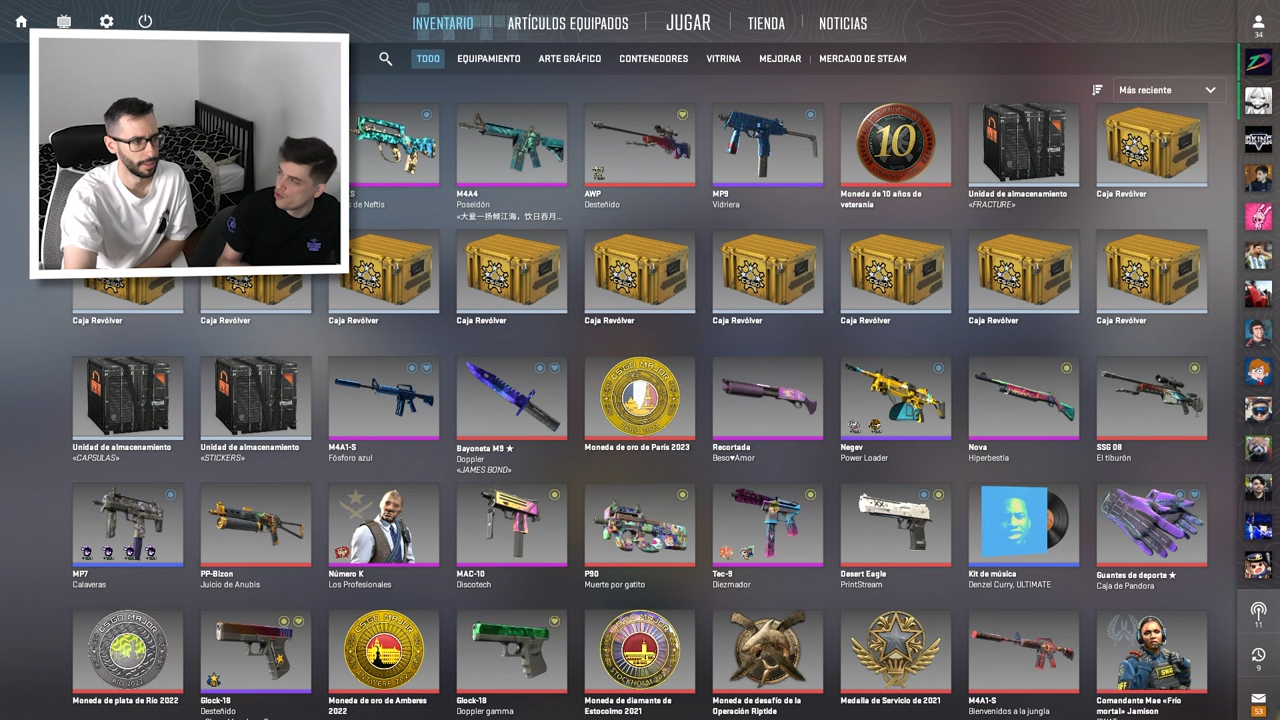 INVENTARIO ARTÍCULOS EQUIPADOS JUGAR TIENDA NOTICIAS
34
TODO EQUIPAMIENTO ARTE GRÁFICO CONTENEDORES VITRINA MEJORAR MERCADO DE STEAM
Más reciente
M4A4 AWP MP9 Moneda de 10 años de Unidad de almacenamiento Caja Revólver
de Neftis Poseidón Desteñido Vidriera veteranía «FRACTURE»
Caja Revólver Caja Revólver Caja Revólver Caja Revólver Caja Revólver Caja Revólver Caja Revólver Caja Revólver Caja Revólver
Unidad de almacenamiento Unidad de almacenamiento M4A1-S Bayoneta M9 ★ Moneda de oro de París 2023 Recortada Negev Nova SSG 08
«CAPSULAS» «STICKERS» Fósforo azul Doppler Beso♥Amor Power Loader Hiperbestia El tiburón
«JAMES BOND»
MP7 PP-Bizon Número K MAC-10 P90 Tec-9 Desert Eagle Kit de música Guantes de deporte ★
Calaveras Juicio de Anubis Los Profesionales Discotech Muerte por gatito Diezmador PrintStream Denzel Curry, ULTIMATE Caja de Pandora
11
9
53
Moneda de plata de Río 2022 Glock-18 Moneda de oro de Amberes Glock-18 Moneda de diamante de Moneda de desafío de la Medalla de Servicio de 2021 M4A1-S Comandante Mae «Frío
Desteñido 2022 Doppler gamma Estocolmo 2021 Operación Riptide Bienvenidos a la jungla mortal» Jamison